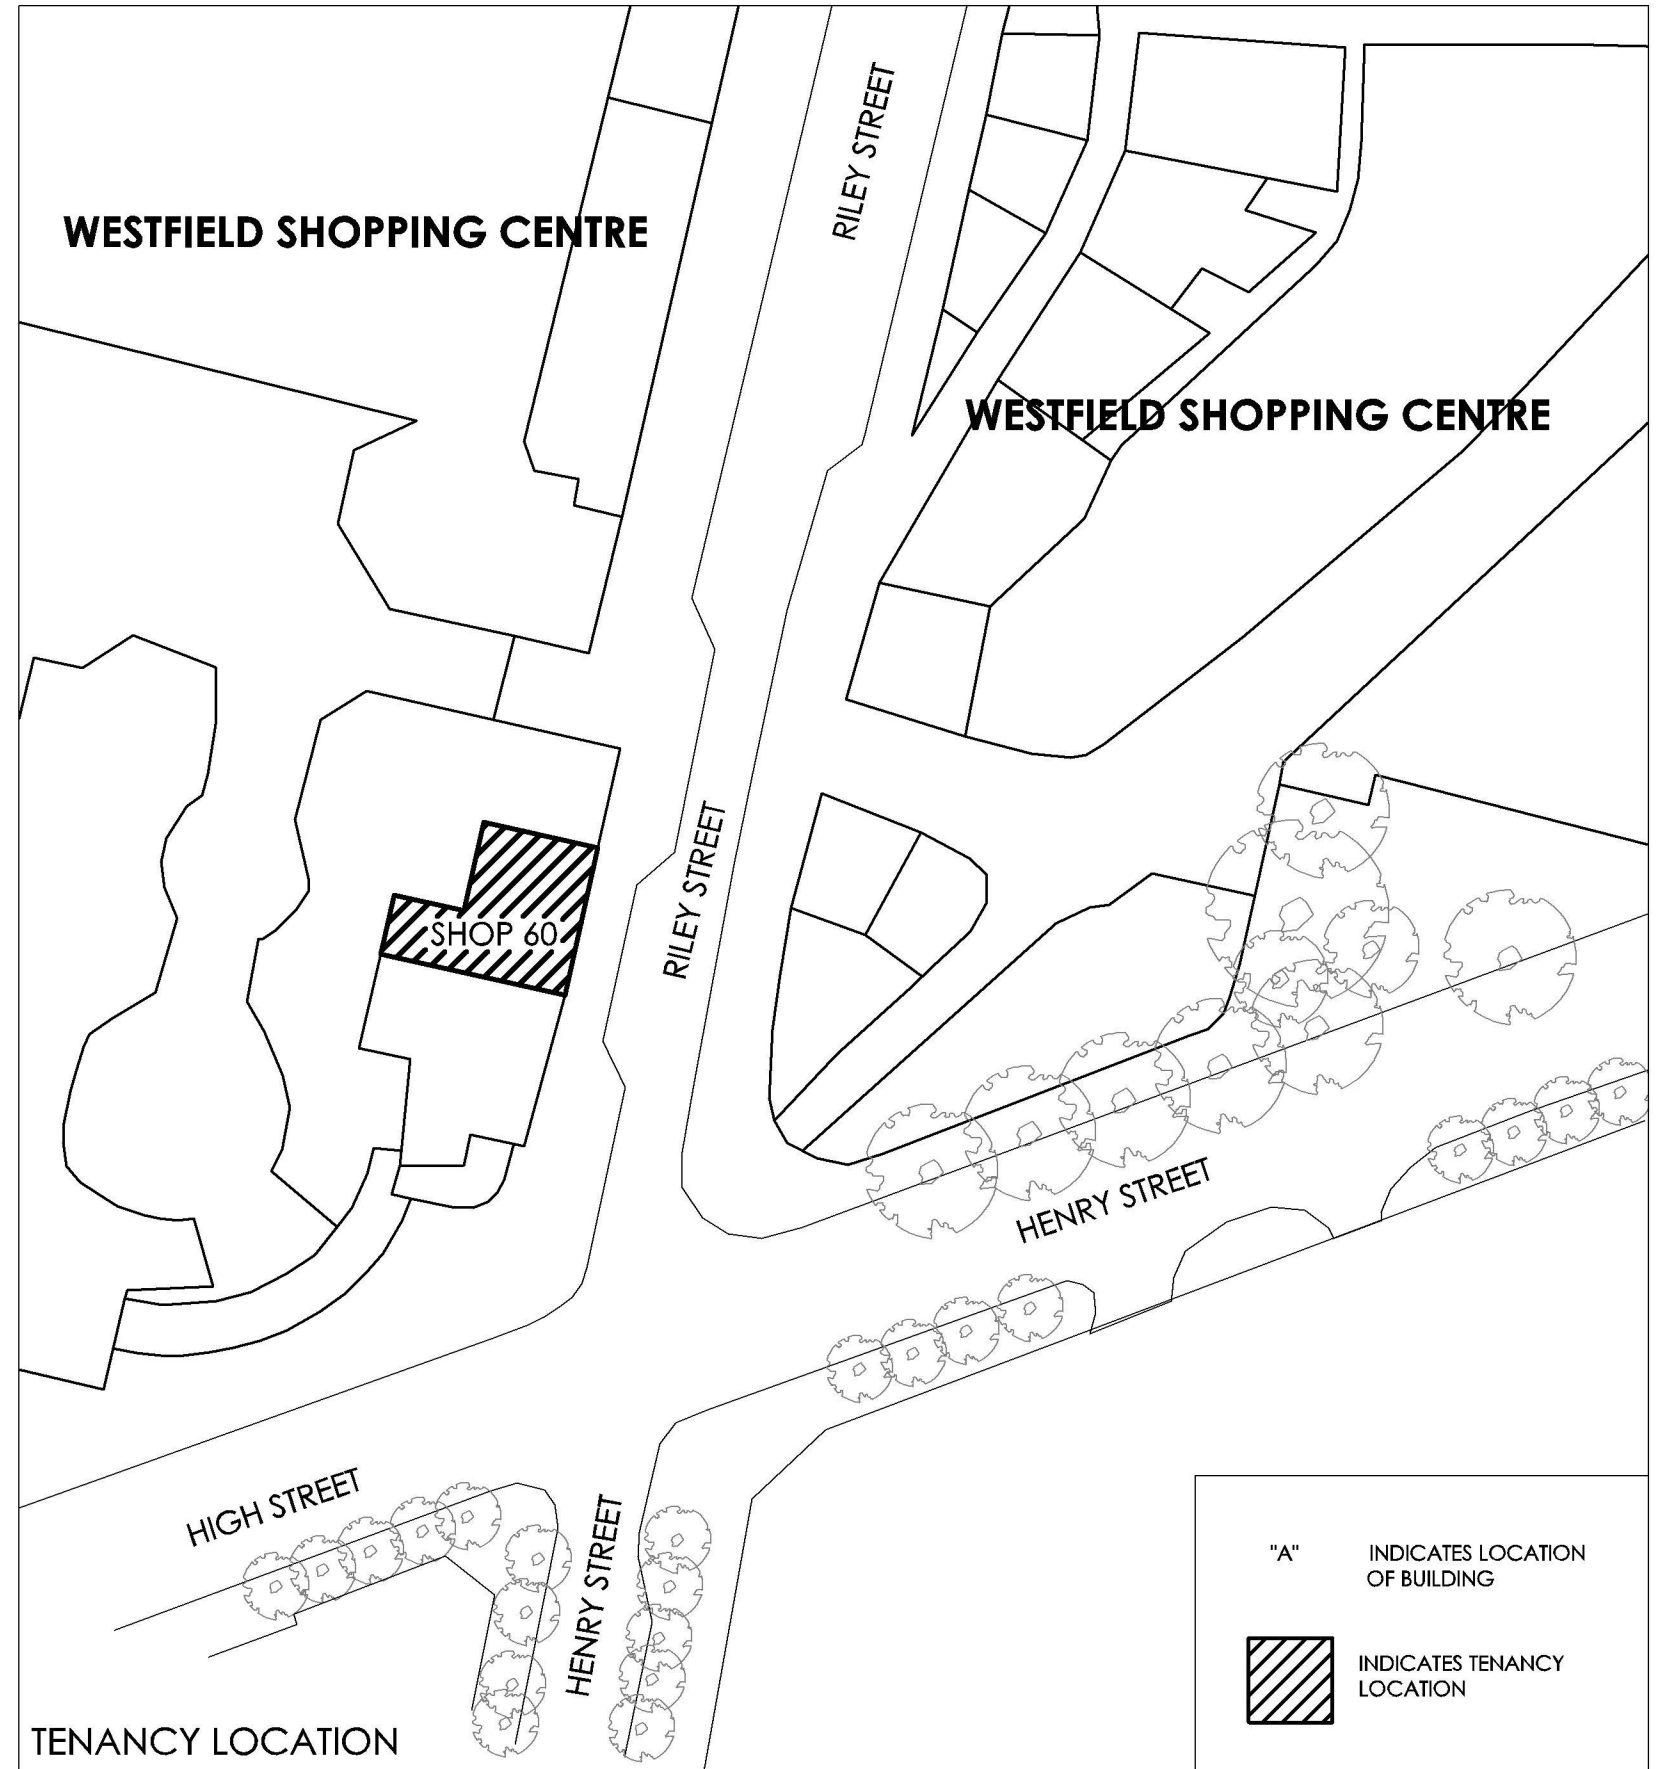 RILEY STREET
WESTFIELD SHOPPING CENTRE
WESTFIELD SHOPPING CENTRE
RILEY STREET
SHOP 60
HENRY STREET
HIGH STREET
HENRY STREET
"A" INDICATES LOCATION
OF BUILDING
INDICATES TENANCY
LOCATION
TENANCY LOCATION